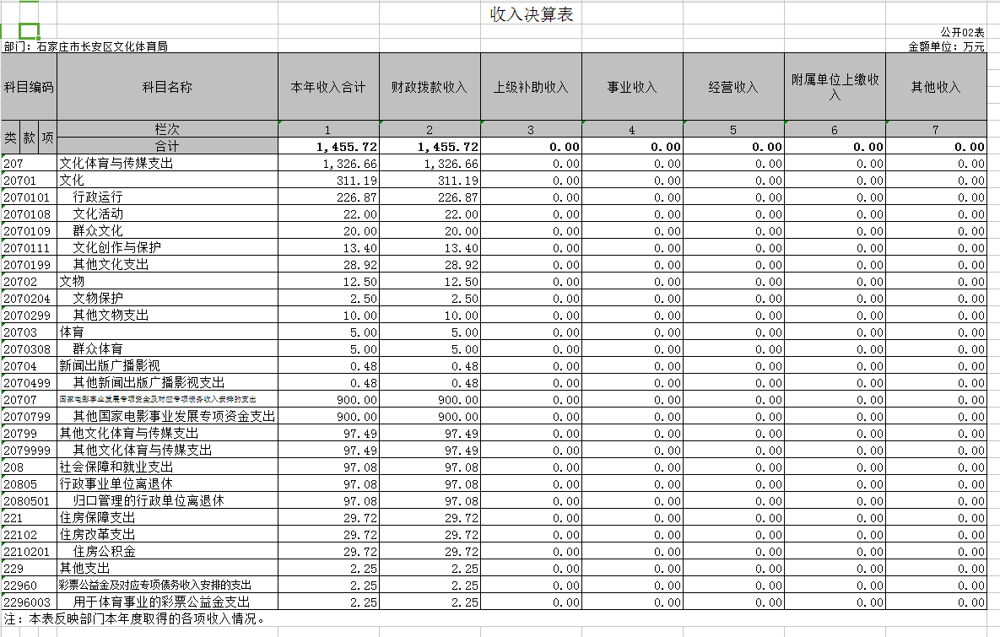 收入决算表
公开02表
部门：石家庄市长安区文化体育局 金额单位：万元
科目编码 科目名称 本年收入合计 财政拨款收入 上级补助收入 事业收入 经营收入 附属单位上缴收入 其他收入
类 款 项 栏次 1 2 3 4 5 6 7
合计 1,455.72 1,455.72 0.00 0.00 0.00 0.00 0.00
207 文化体育与传媒支出 1,326.66 1,326.66 0.00 0.00 0.00 0.00 0.00
20701 文化 311.19 311.19 0.00 0.00 0.00 0.00 0.00
2070101 行政运行 226.87 226.87 0.00 0.00 0.00 0.00 0.00
2070108 文化活动 22.00 22.00 0.00 0.00 0.00 0.00 0.00
2070109 群众文化 20.00 20.00 0.00 0.00 0.00 0.00 0.00
2070111 文化创作与保护 13.40 13.40 0.00 0.00 0.00 0.00 0.00
2070199 其他文化支出 28.92 28.92 0.00 0.00 0.00 0.00 0.00
20702 文物 12.50 12.50 0.00 0.00 0.00 0.00 0.00
2070204 文物保护 2.50 2.50 0.00 0.00 0.00 0.00 0.00
2070299 其他文物支出 10.00 10.00 0.00 0.00 0.00 0.00 0.00
20703 体育 5.00 5.00 0.00 0.00 0.00 0.00 0.00
2070308 群众体育 5.00 5.00 0.00 0.00 0.00 0.00 0.00
20704 新闻出版广播影视 0.48 0.48 0.00 0.00 0.00 0.00 0.00
2070499 其他新闻出版广播影视支出 0.48 0.48 0.00 0.00 0.00 0.00 0.00
20707 国家电影事业发展专项资金及对应专项债务收入安排的支出 900.00 900.00 0.00 0.00 0.00 0.00 0.00
2070799 其他国家电影事业发展专项资金支出 900.00 900.00 0.00 0.00 0.00 0.00 0.00
20799 其他文化体育与传媒支出 97.49 97.49 0.00 0.00 0.00 0.00 0.00
2079999 其他文化体育与传媒支出 97.49 97.49 0.00 0.00 0.00 0.00 0.00
208 社会保障和就业支出 97.08 97.08 0.00 0.00 0.00 0.00 0.00
20805 行政事业单位离退休 97.08 97.08 0.00 0.00 0.00 0.00 0.00
2080501 归口管理的行政单位离退休 97.08 97.08 0.00 0.00 0.00 0.00 0.00
221 住房保障支出 29.72 29.72 0.00 0.00 0.00 0.00 0.00
22102 住房改革支出 29.72 29.72 0.00 0.00 0.00 0.00 0.00
2210201 住房公积金 29.72 29.72 0.00 0.00 0.00 0.00 0.00
229 其他支出 2.25 2.25 0.00 0.00 0.00 0.00 0.00
22960 彩票公益金及对应专项债务收入安排的支出 2.25 2.25 0.00 0.00 0.00 0.00 0.00
2296003 用于体育事业的彩票公益金支出 2.25 2.25 0.00 0.00 0.00 0.00 0.00
注：本表反映部门本年度取得的各项收入情况。